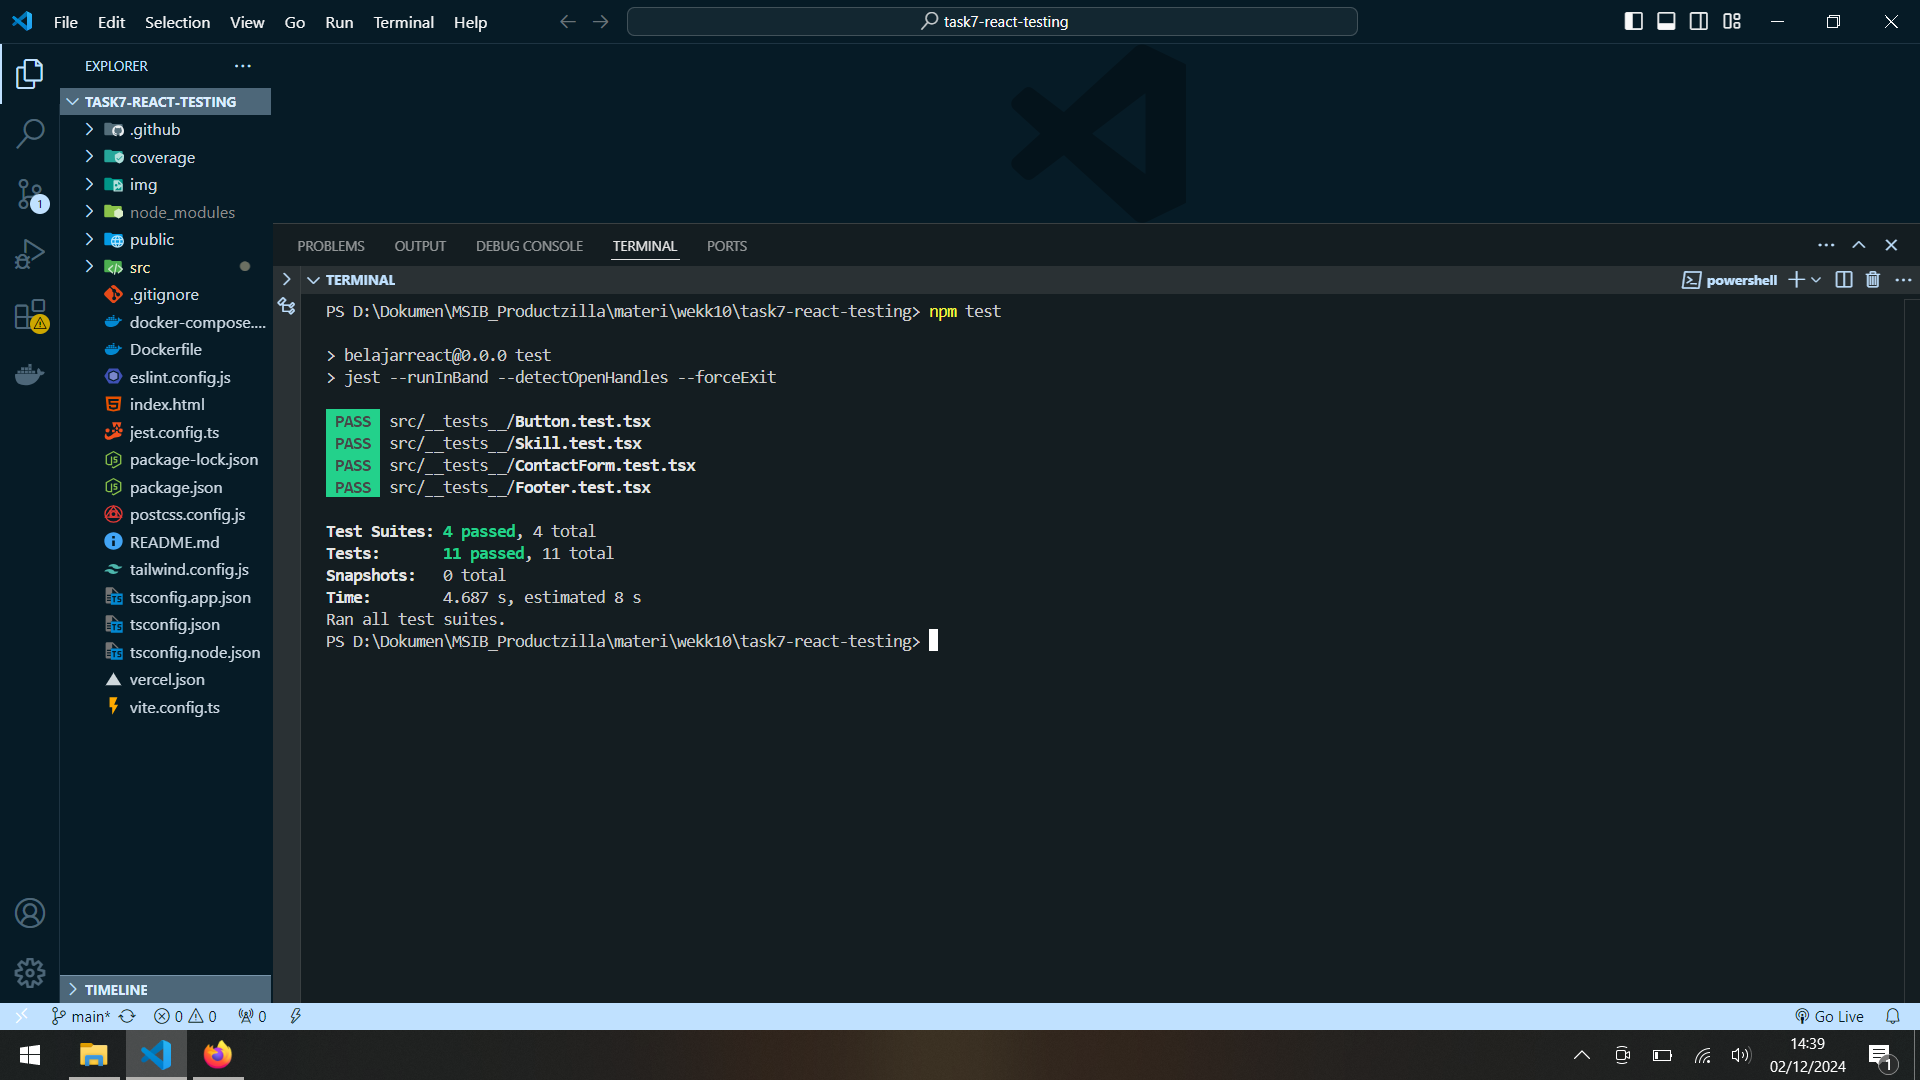 File Edit Selection View Go Run Terminal Help
task7-react-testing
EXPLORER
TASK7-REACT-TESTING
.github
coverage
img
node_modules
public
src
.gitignore
docker-compose....
Dockerfile
eslint.config.js
index.html
jest.config.ts
package-lock.json
package.json
postcss.config.js
README.md
tailwind.config.js
tsconfig.app.json
tsconfig.json
tsconfig.node.json
vercel.json
vite.config.ts
TIMELINE
1
PROBLEMS OUTPUT DEBUG CONSOLE TERMINAL PORTS
TERMINAL
powershell
PS D:\Dokumen\MSIB_Productzilla\materi\wekk10\task7-react-testing> npm test
> belajarreact@0.0.0 test
> jest --runInBand --detectOpenHandles --forceExit
PASS src/__tests__/Button.test.tsx
PASS src/__tests__/Skill.test.tsx
PASS src/__tests__/ContactForm.test.tsx
PASS src/__tests__/Footer.test.tsx
Test Suites: 4 passed, 4 total
Tests: 11 passed, 11 total
Snapshots: 0 total
Time: 4.687 s, estimated 8 s
Ran all test suites.
PS D:\Dokumen\MSIB_Productzilla\materi\wekk10\task7-react-testing>
main* 0 0 0
Go Live
14:39
02/12/2024
1